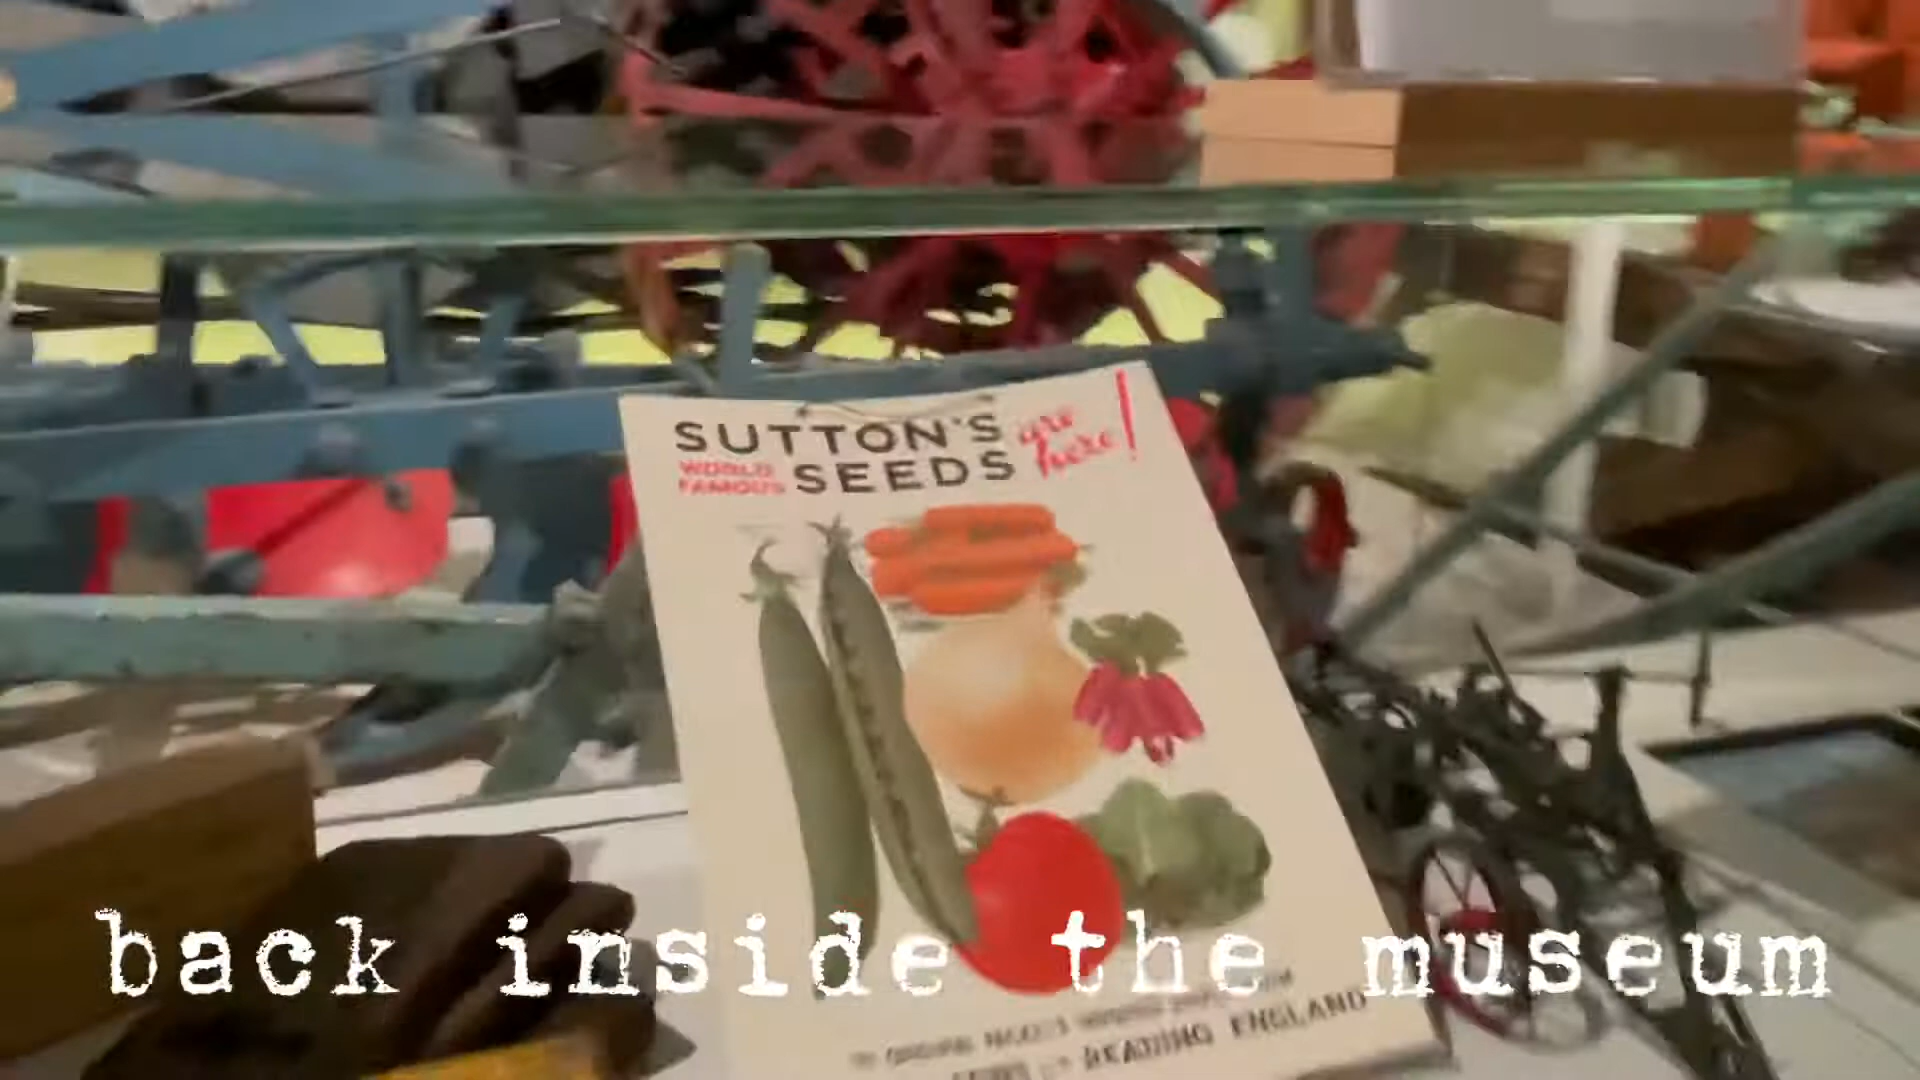 SUTTON'S are
WORLD
FAMOUS SEEDS here!
READING ENGLAND
back inside the museum